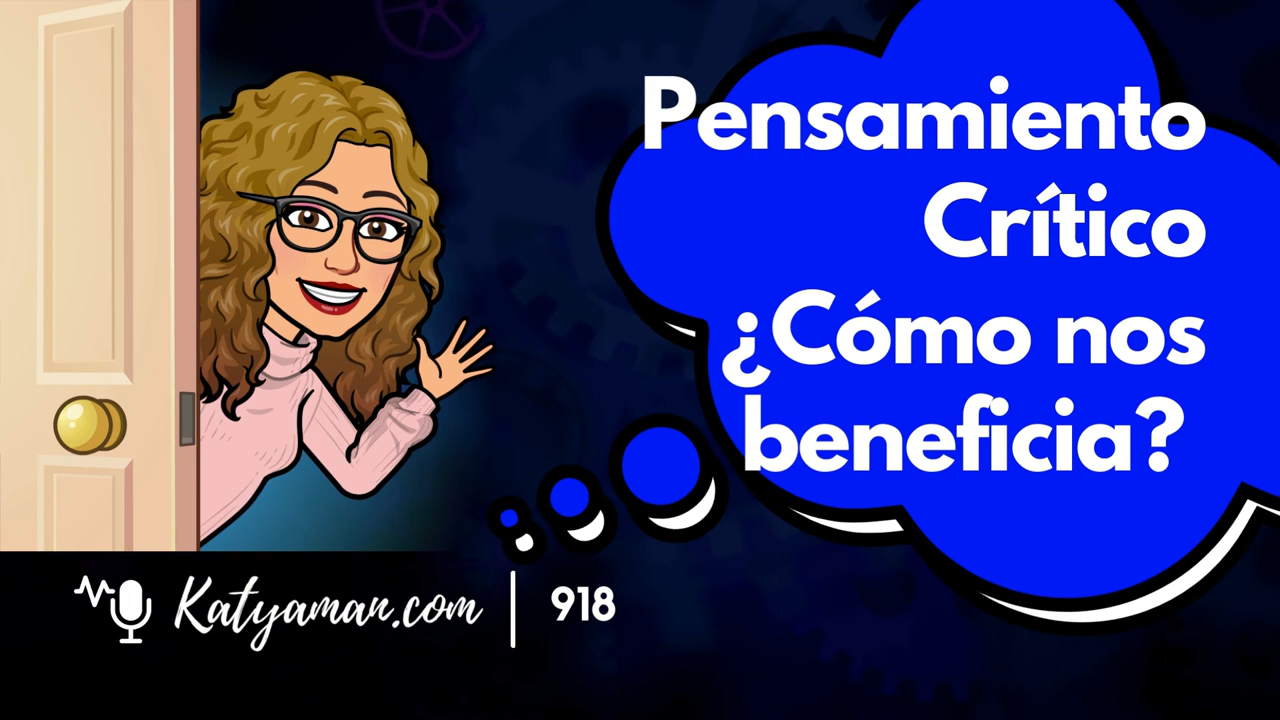 Pensamiento
Crítico
¿Cómo nos
beneficia?
Katyaman.com | 918